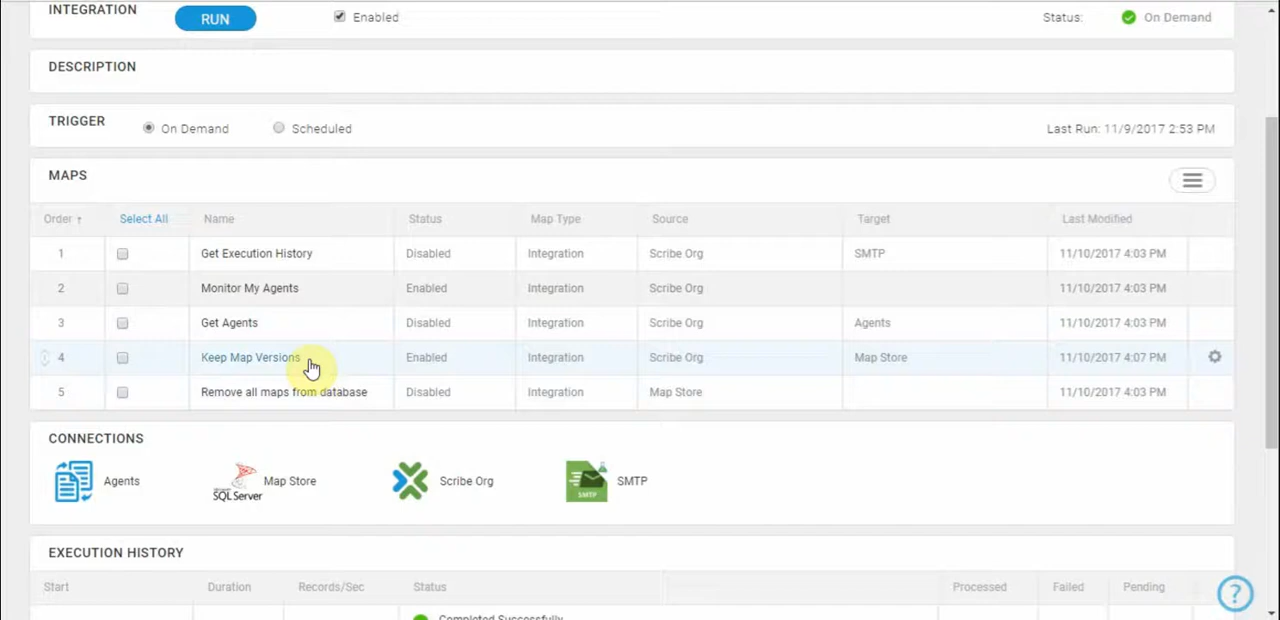 INTEGRATION RUN Enabled Status: On Demand
DESCRIPTION
TRIGGER On Demand Scheduled Last Run: 11/9/2017 2:53 PM
MAPS
Order Select All Name Status Map Type Source Target Last Modified
1 Get Execution History Disabled Integration Scribe Org SMTP 11/10/2017 4:03 PM
2 Monitor My Agents Enabled Integration Scribe Org 11/10/2017 4:03 PM
3 Get Agents Disabled Integration Scribe Org Agents 11/10/2017 4:03 PM
4 Keep Map Versions Enabled Integration Scribe Org Map Store 11/10/2017 4:07 PM
5 Remove all maps from database Disabled Integration Map Store 11/10/2017 4:03 PM
CONNECTIONS
Agents SQL Server Map Store Scribe Org SMTP SMTP
EXECUTION HISTORY
Start Duration Records/Sec Status Processed Failed Pending
Completed Successfully
?